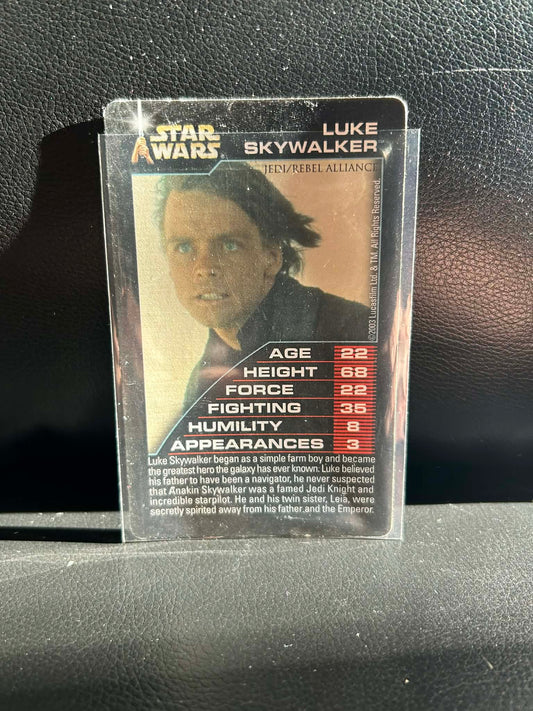 STAR
WARS
LUKE
SKYWALKER
JEDI/REBEL ALLIANCE
©2003 Lucasfilm Ltd. & TM. All Rights Reserved.
AGE 22
HEIGHT 68
FORCE 22
FIGHTING 35
HUMILITY 8
APPEARANCES 3
Luke Skywalker began as a simple farm boy and became
the greatest hero the galaxy has ever known. Luke believed
his father to have been a navigator, he never suspected
that Anakin Skywalker was a famed Jedi Knight and
incredible starpilot. He and his twin sister, Leia, were
secretly spirited away from his father and the Emperor.